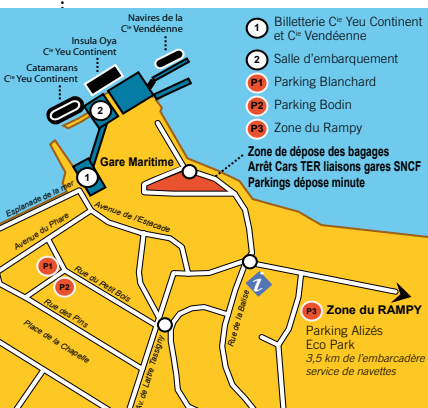 Navires de la
Cie Vendéenne
Insula Oya
Cie Yeu Continent
Catamarans
Cie Yeu Continent
1 Billetterie Cie Yeu Continent
et Cie Vendéenne
2 Salle d'embarquement
P1 Parking Blanchard
P2 Parking Bodin
P3 Zone du Rampy
2
Gare Maritime
Zone de dépose des bagages
Arrêt Cars TER liaisons gares SNCF
Parkings dépose minute
1
Esplanade de la mer
Avenue de l'Estacade
Avenue du Phare
P1
P2
Rue du Petit Bois
Rue des Pins
Place de la Chapelle
Av. de Lattre Tassigny
Rue de la Balise
i
P3 Zone du RAMPY
Parking Alizés
Eco Park
3,5 km de l'embarcadère
service de navettes